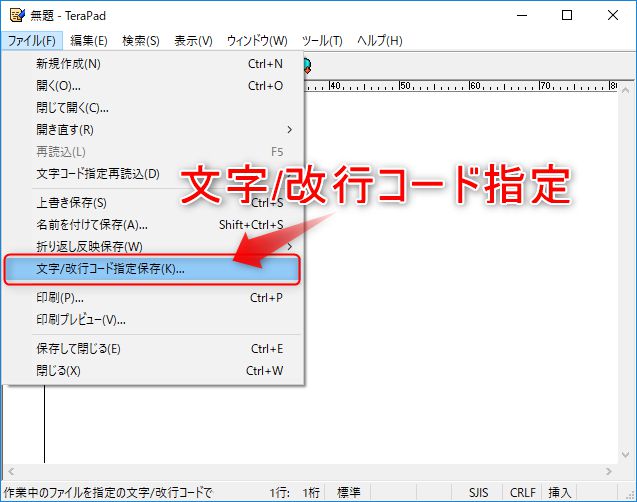 無題 - TeraPad
ファイル(F) 編集(E) 検索(S) 表示(V) ウィンドウ(W) ツール(T) ヘルプ(H)
新規作成(N) Ctrl+N
開く(O)... Ctrl+O
閉じて開く(C)...
開き直す(R)
再読込(L) F5
文字コード指定再読込(D)
文字/改行コード指定
上書き保存(S) Ctrl+S
名前を付けて保存(A)... Shift+Ctrl+S
折り返し反映保存(W)
文字/改行コード指定保存(K)...
印刷(P)... Ctrl+P
印刷プレビュー(V)...
保存して閉じる(E) Ctrl+E
閉じる(X) Ctrl+W
40 50 60 70 80
作業中のファイルを指定の文字/改行コードで 1行: 1桁 標準 SJIS CRLF 挿入